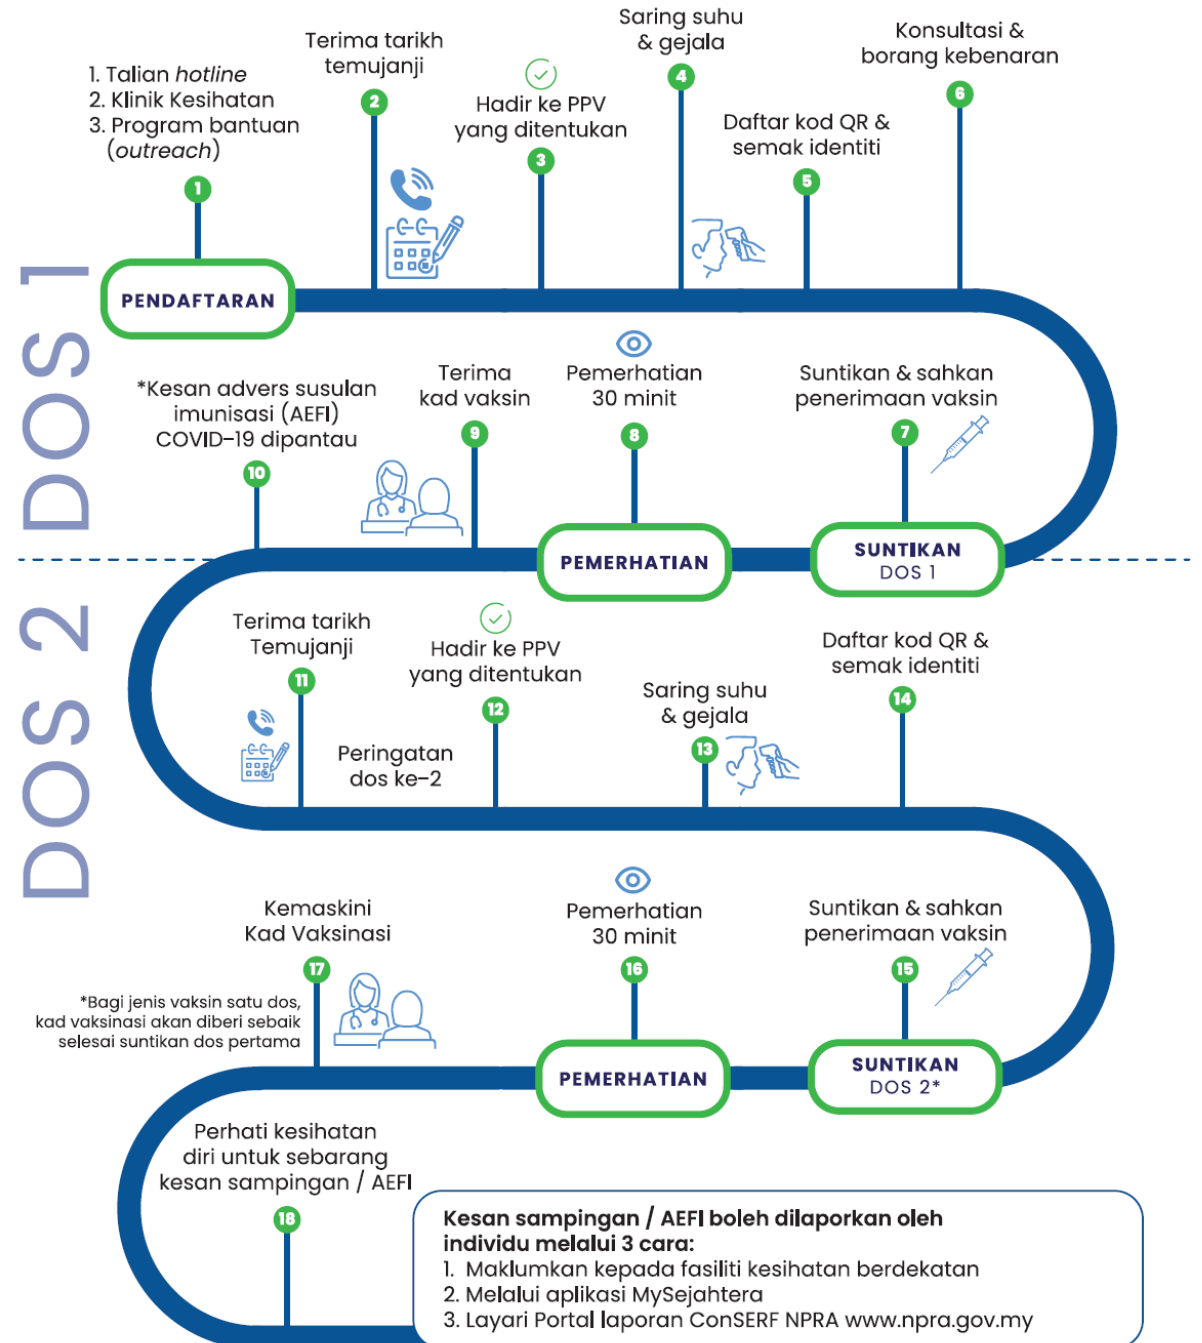 DOS 1
1. Talian hotline
2. Klinik Kesihatan
3. Program bantuan
(outreach)
1
PENDAFTARAN
Terima tarikh
temujanji
2
Hadir ke PPV
yang ditentukan
3
Saring suhu
& gejala
4
Daftar kod QR &
semak identiti
5
Konsultasi &
borang kebenaran
6
Suntikan & sahkan
penerimaan vaksin
7
SUNTIKAN
DOS 1
Pemerhatian
30 minit
8
PEMERHATIAN
Terima
kad vaksin
9
*Kesan advers susulan
imunisasi (AEFI)
COVID–19 dipantau
10
DOS 2
Terima tarikh
Temujanji
11
Peringatan
dos ke–2
Hadir ke PPV
yang ditentukan
12
Saring suhu
& gejala
13
Daftar kod QR &
semak identiti
14
Suntikan & sahkan
penerimaan vaksin
15
SUNTIKAN
DOS 2*
Pemerhatian
30 minit
16
PEMERHATIAN
Kemaskini
Kad Vaksinasi
17
*Bagi jenis vaksin satu dos,
kad vaksinasi akan diberi sebaik
selesai suntikan dos pertama
Perhati kesihatan
diri untuk sebarang
kesan sampingan / AEFI
18
Kesan sampingan / AEFI boleh dilaporkan oleh
individu melalui 3 cara:
1. Maklumkan kepada fasiliti kesihatan berdekatan
2. Melalui aplikasi MySejahtera
3. Layari Portal laporan ConSERF NPRA www.npra.gov.my